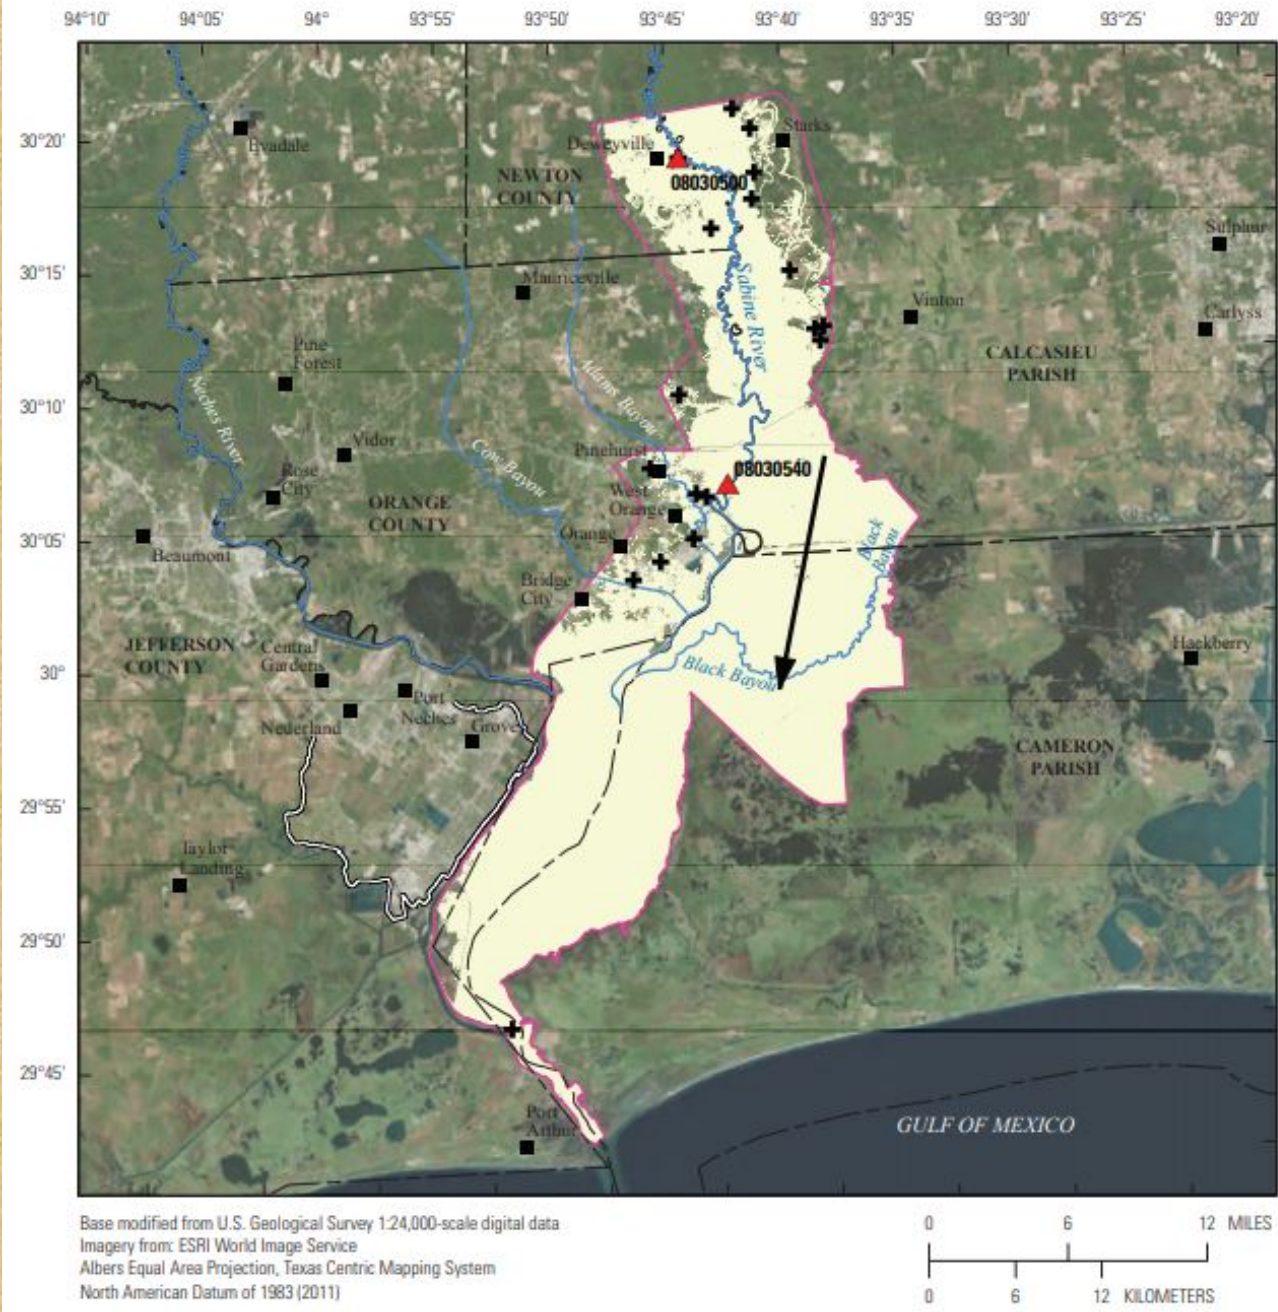 94°10'
94°05'
94°
93°55'
93°50'
93°45'
93°40'
93°35'
93°30'
93°25'
93°20'
30°20'
30°15'
30°10'
30°05'
30°
29°55'
29°50'
29°45'
Evadale
Deweyville
Starks
08030500
NEWTON
COUNTY
Sulphur
Mauriceville
Sabine River
Vinton
Carlyss
Pine
Forest
CALCASIEU
PARISH
Neches River
Adams Bayou
Vidor
Cow Bayou
Pinehurst
08030540
Rose
City
West
Orange
ORANGE
COUNTY
Orange
Black
Bayou
Beaumont
Bridge
City
JEFFERSON
COUNTY
Central
Gardens
Black Bayou
Hackberry
Port
Neches
Nederland
Groves
CAMERON
PARISH
Taylor
Landing
Port
Arthur
GULF OF MEXICO
Base modified from U.S. Geological Survey 1:24,000-scale digital data
Imagery from: ESRI World Image Service
Albers Equal Area Projection, Texas Centric Mapping System
North American Datum of 1983 (2011)
0 6 12 MILES
0 6 12 KILOMETERS